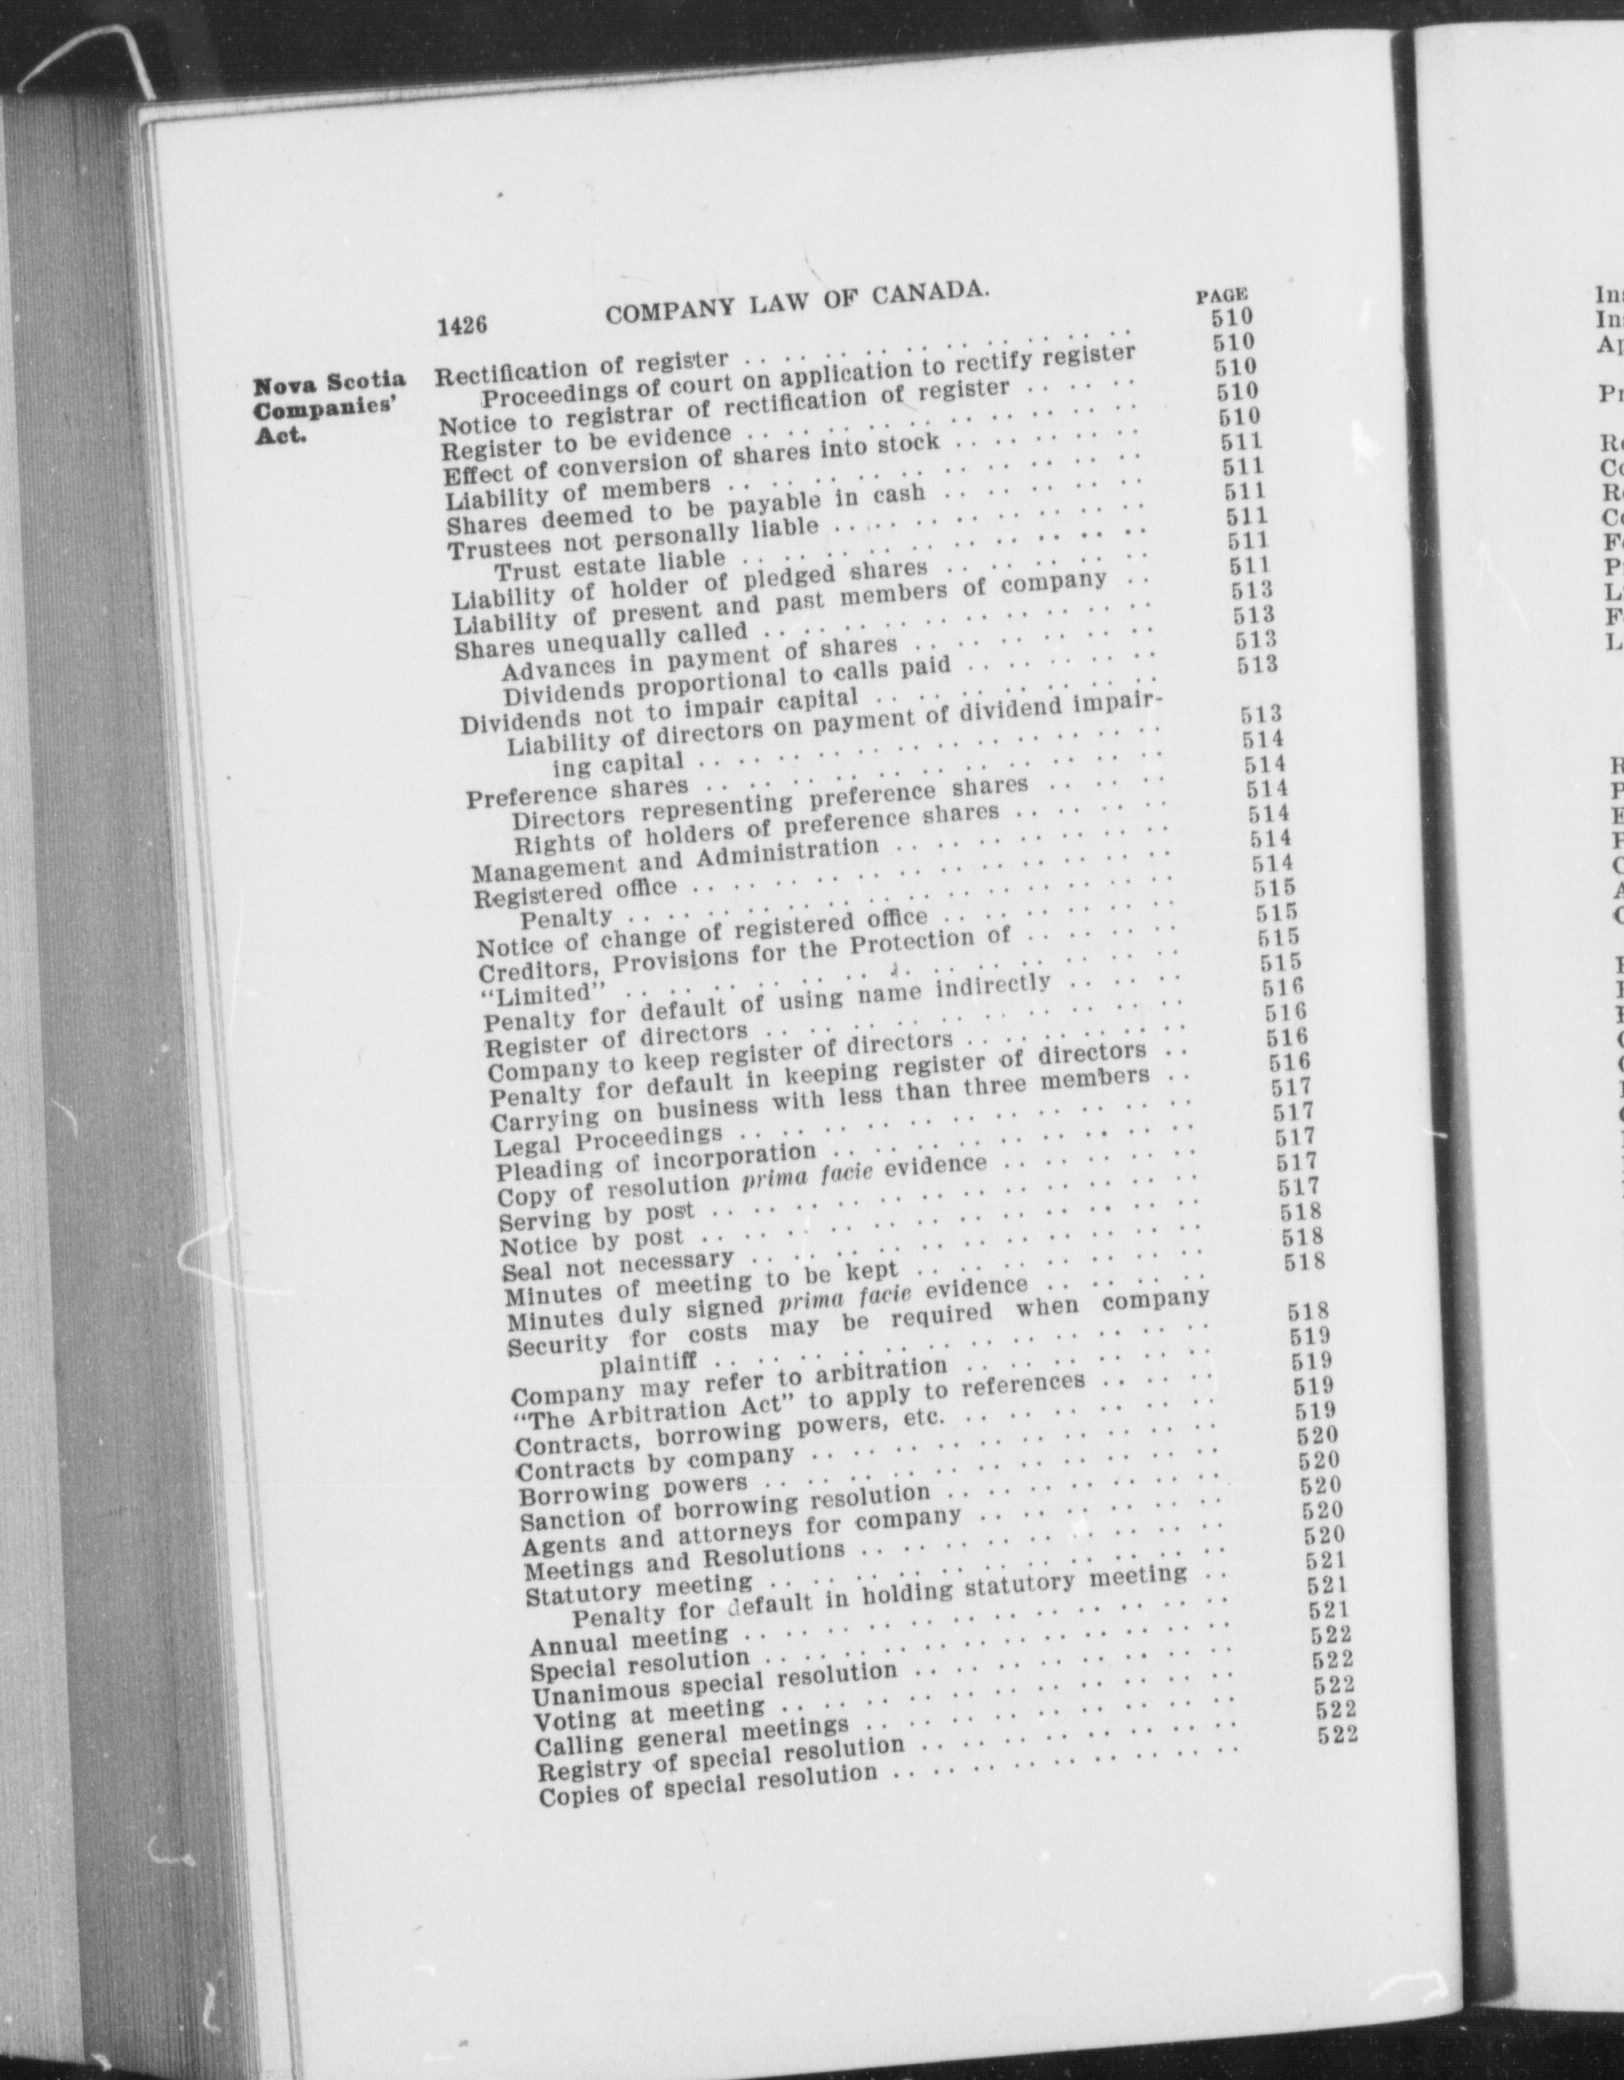 1426 COMPANY LAW OF CANADA.
PAGE
Nova Scotia
Companies'
Act.
Rectification of register . . . . . . . . . . . . . . . . . . . 510
Proceedings of court on application to rectify register 510
Notice to registrar of rectification of register . . . . . . 510
Register to be evidence . . . . . . . . . . . . . . . . . . . 510
Effect of conversion of shares into stock . . . . . . . . . 510
Liability of members . . . . . . . . . . . . . . . . . . . . 511
Shares deemed to be payable in cash . . . . . . . . . . 511
Trustees not personally liable . . . . . . . . . . . . . . . 511
Trust estate liable . . . . . . . . . . . . . . . . . . . 511
Liability of holder of pledged shares . . . . . . . . . . 511
Liability of present and past members of company . . 511
Shares unequally called . . . . . . . . . . . . . . . . . . . 513
Advances in payment of shares . . . . . . . . . . . . 513
Dividends proportional to calls paid . . . . . . . . . 513
Dividends not to impair capital . . . . . . . . . . . . . . 513
Liability of directors on payment of dividend impair-
ing capital . . . . . . . . . . . . . . . . . . . . 513
Preference shares . . . . . . . . . . . . . . . . . . . . . . 514
Directors representing preference shares . . . . . . 514
Rights of holders of preference shares . . . . . . . 514
Management and Administration . . . . . . . . . . . . . 514
Registered office . . . . . . . . . . . . . . . . . . . . . . 514
Penalty . . . . . . . . . . . . . . . . . . . . . . . . 514
Notice of change of registered office . . . . . . . . . . . 515
Creditors, Provisions for the Protection of . . . . . . . 515
“Limited” . . . . . . . . . . . . . . . . . . . . . . . . . . 515
Penalty for default of using name indirectly . . . . . . 515
Register of directors . . . . . . . . . . . . . . . . . . . . 516
Company to keep register of directors . . . . . . . . . . 516
Penalty for default in keeping register of directors . . 516
Carrying on business with less than three members . . 516
Legal Proceedings . . . . . . . . . . . . . . . . . . . . . . 517
Pleading of incorporation . . . . . . . . . . . . . . . . . 517
Copy of resolution prima facie evidence . . . . . . . . . 517
Serving by post . . . . . . . . . . . . . . . . . . . . . . . 517
Notice by post . . . . . . . . . . . . . . . . . . . . . . . . 517
Seal not necessary . . . . . . . . . . . . . . . . . . . . . . 518
Minutes of meeting to be kept . . . . . . . . . . . . . . . 518
Minutes duly signed prima facie evidence . . . . . . . . 518
Security for costs may be required when company
plaintiff . . . . . . . . . . . . . . . . . . . . . . 518
Company may refer to arbitration . . . . . . . . . . . . 519
“The Arbitration Act” to apply to references . . . . . . 519
Contracts, borrowing powers, etc. . . . . . . . . . . . . 519
Contracts by company . . . . . . . . . . . . . . . . . . . 519
Borrowing powers . . . . . . . . . . . . . . . . . . . . . . 520
Sanction of borrowing resolution . . . . . . . . . . . . . 520
Agents and attorneys for company . . . . . . . . . . . . 520
Meetings and Resolutions . . . . . . . . . . . . . . . . . 520
Statutory meeting . . . . . . . . . . . . . . . . . . . . . . 520
Penalty for default in holding statutory meeting . . 521
Annual meeting . . . . . . . . . . . . . . . . . . . . . . . 521
Special resolution . . . . . . . . . . . . . . . . . . . . . . 521
Unanimous special resolution . . . . . . . . . . . . . . . 522
Voting at meeting . . . . . . . . . . . . . . . . . . . . . . 522
Calling general meetings . . . . . . . . . . . . . . . . . . 522
Registry of special resolution . . . . . . . . . . . . . . . 522
Copies of special resolution . . . . . . . . . . . . . . . . 522